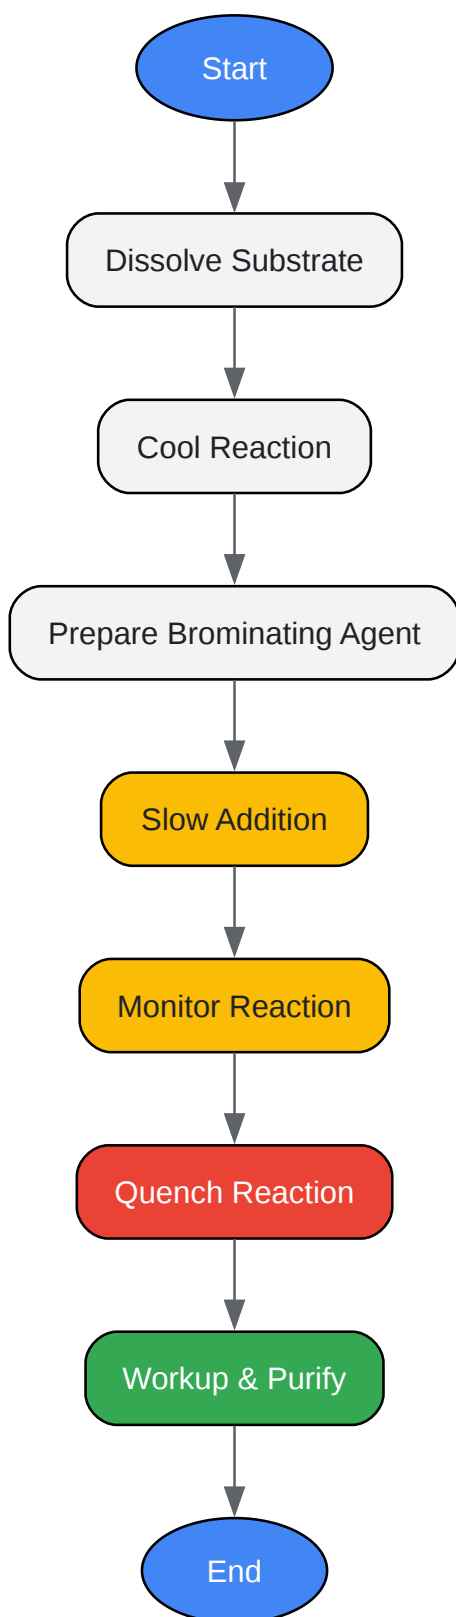 Start
Dissolve Substrate
Cool Reaction
Prepare Brominating Agent
Slow Addition
Monitor Reaction
Quench Reaction
Workup & Purify
End